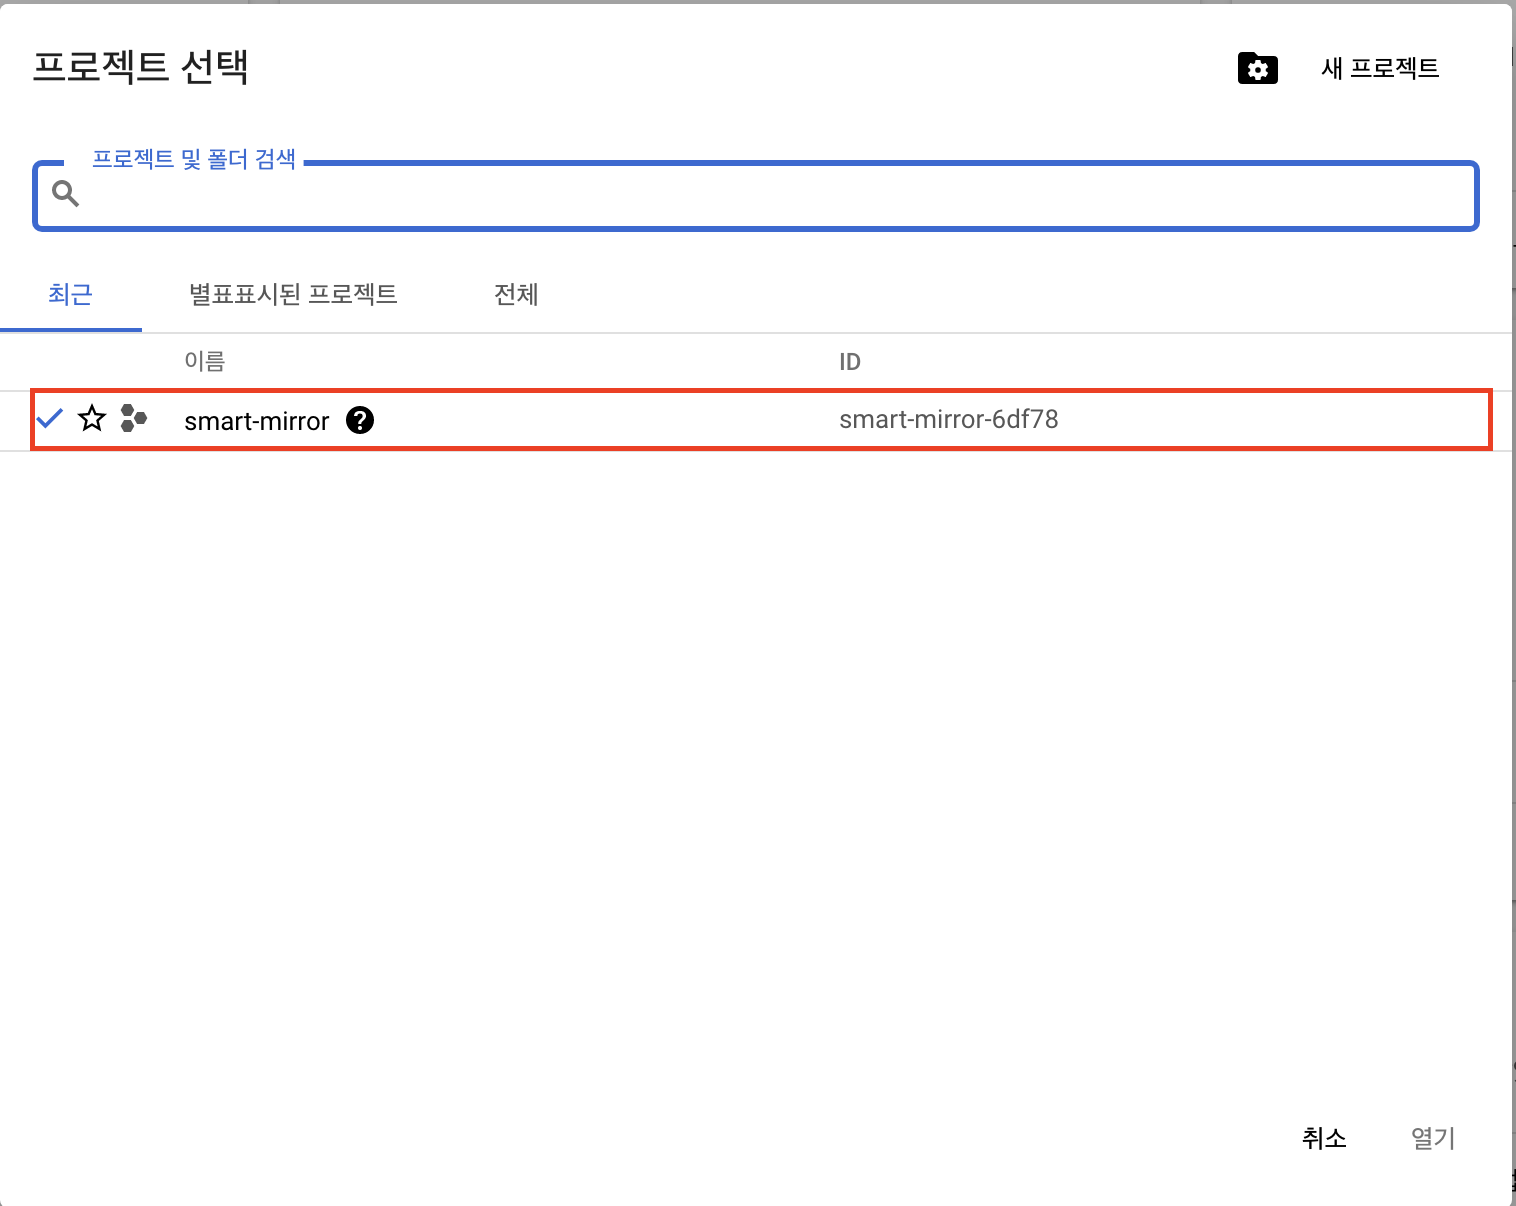 프로젝트 선택
새 프로젝트
프로젝트 및 폴더 검색
최근 별표표시된 프로젝트 전체
이름 ID
smart-mirror smart-mirror-6df78
취소 열기